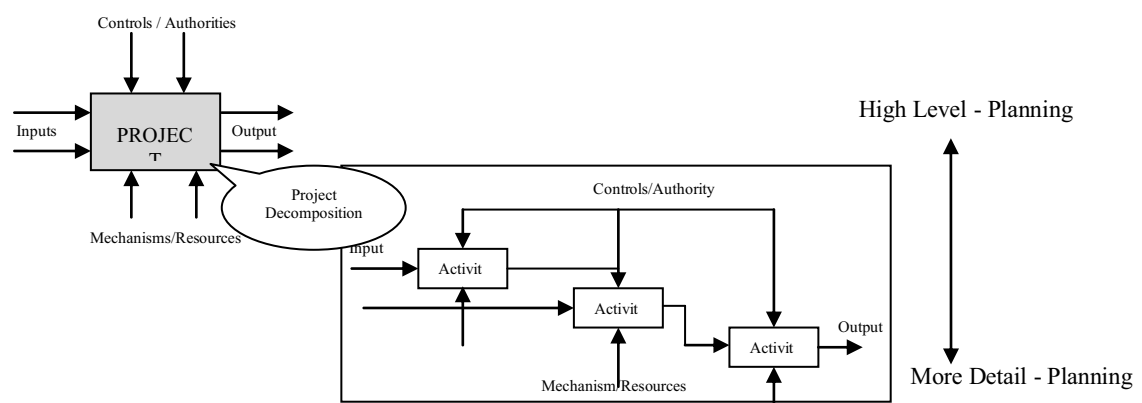 Controls / Authorities
Inputs
PROJEC
T
Output
Mechanisms/Resources
Project
Decomposition
High Level - Planning
Controls/Authority
Input
Activit
Activit
Activit
Output
Mechanism/Resources
More Detail - Planning